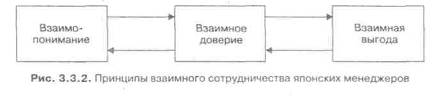 Взаимо-
понимание
Взаимное
доверие
Взаимная
выгода
Рис. 3.3.2. Принципы взаимного сотрудничества японских менеджеров